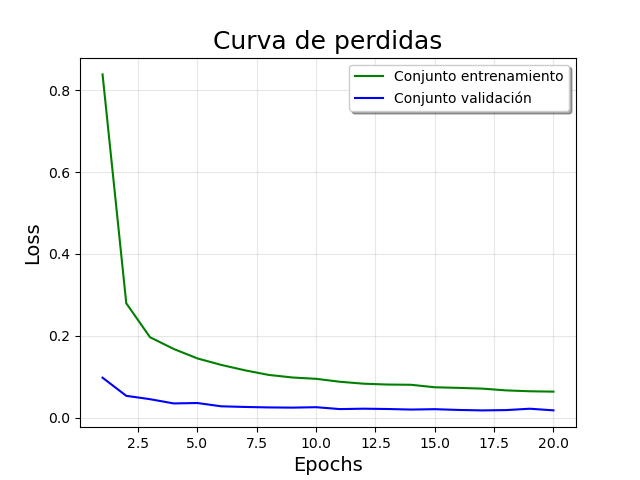 Curva de perdidas
Conjunto entrenamiento
Conjunto validación
Loss
0.8
0.6
0.4
0.2
0.0
2.5 5.0 7.5 10.0 12.5 15.0 17.5 20.0
Epochs